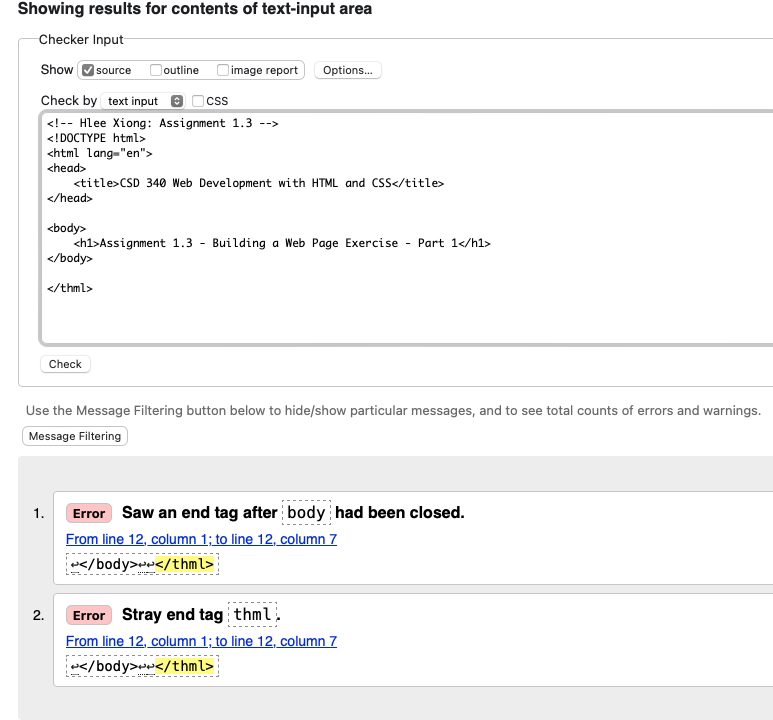 Showing results for contents of text-input area
Checker Input
Show source outline image report Options...
Check by text input CSS
<!-- Hlee Xiong: Assignment 1.3 -->
<!DOCTYPE html>
<html lang="en">
<head>
    <title>CSD 340 Web Development with HTML and CSS</title>
</head>
<body>
    <h1>Assignment 1.3 - Building a Web Page Exercise - Part 1</h1>
</body>
</thml>
Check
Use the Message Filtering button below to hide/show particular messages, and to see total counts of errors and warnings.
Message Filtering
1. Error Saw an end tag after body had been closed.
From line 12, column 1; to line 12, column 7
↩</body>↩↩</thml>
2. Error Stray end tag thml.
From line 12, column 1; to line 12, column 7
↩</body>↩↩</thml>